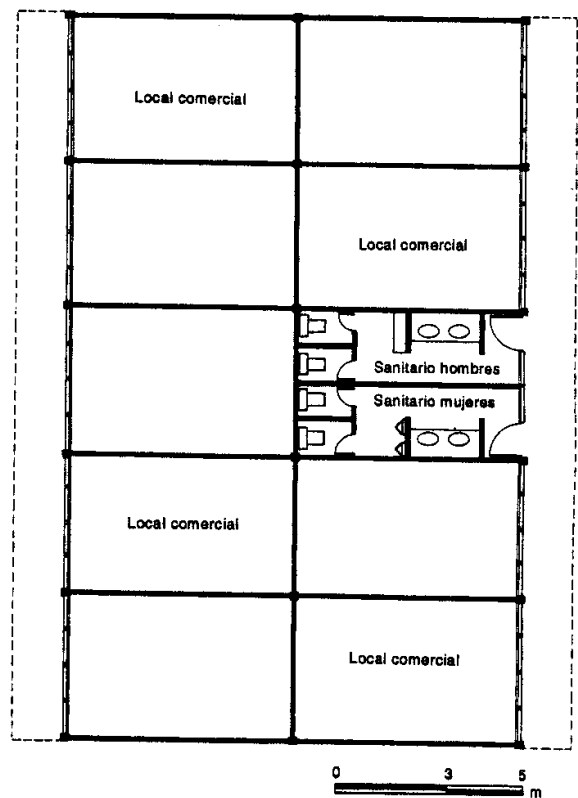 Local comercial
Local comercial
Sanitario hombres
Sanitario mujeres
Local comercial
Local comercial
0 3 5
m